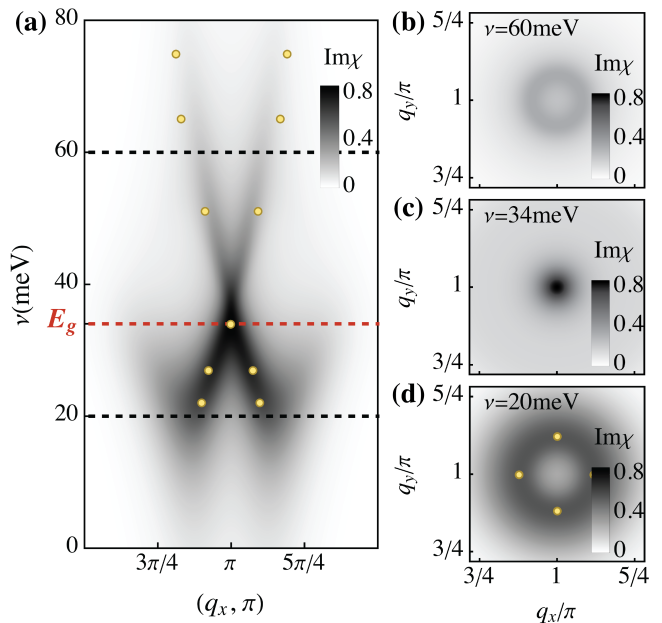 (a)
80
60
40
20
0
ν(meV)
E_g
Imχ
0.8
0.4
0
3π/4
π
5π/4
(q_x, π)
(b)
5/4
1
3/4
q_y/π
ν=60meV
Imχ
0.8
0.4
0
(c)
5/4
1
3/4
q_y/π
ν=34meV
Imχ
0.8
0.4
0
(d)
5/4
1
3/4
q_y/π
ν=20meV
Imχ
0.8
0.4
0
3/4
1
5/4
q_x/π